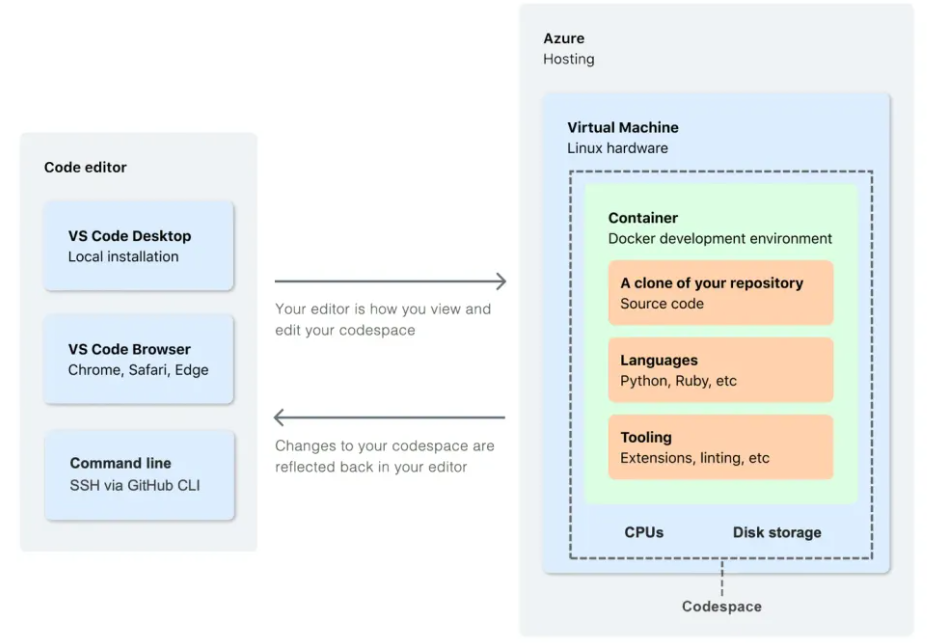 Code editor
VS Code Desktop
Local installation
VS Code Browser
Chrome, Safari, Edge
Command line
SSH via GitHub CLI
Your editor is how you view and
edit your codespace
Changes to your codespace are
reflected back in your editor
Azure
Hosting
Virtual Machine
Linux hardware
Container
Docker development environment
A clone of your repository
Source code
Languages
Python, Ruby, etc
Tooling
Extensions, linting, etc
CPUs
Disk storage
Codespace